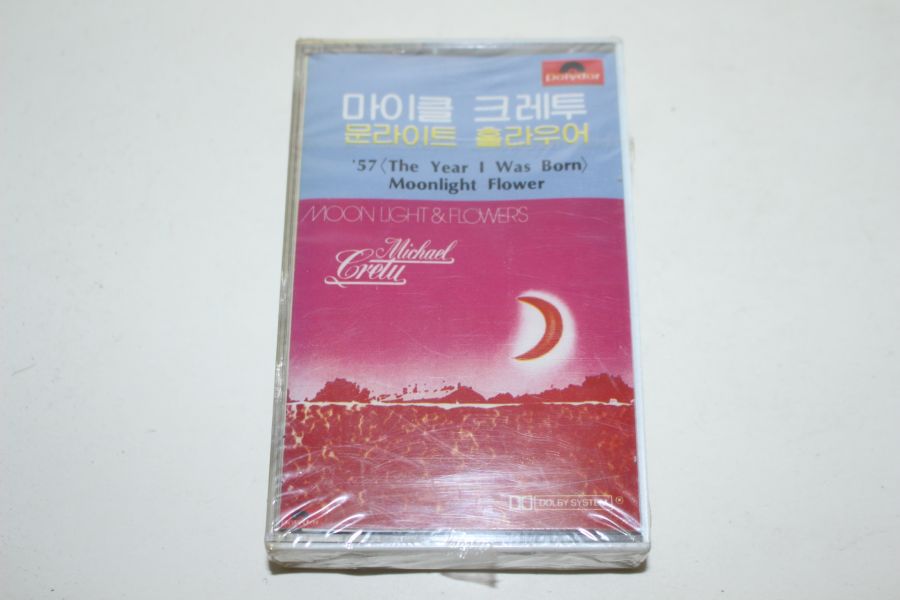 polydor
마이클 크레투
문라이트 훌라우어
'57〈The Year I Was Born〉
Moonlight Flower
MOON LIGHT & FLOWERS
Michael
Cretu
DOLBY SYSTEM ®